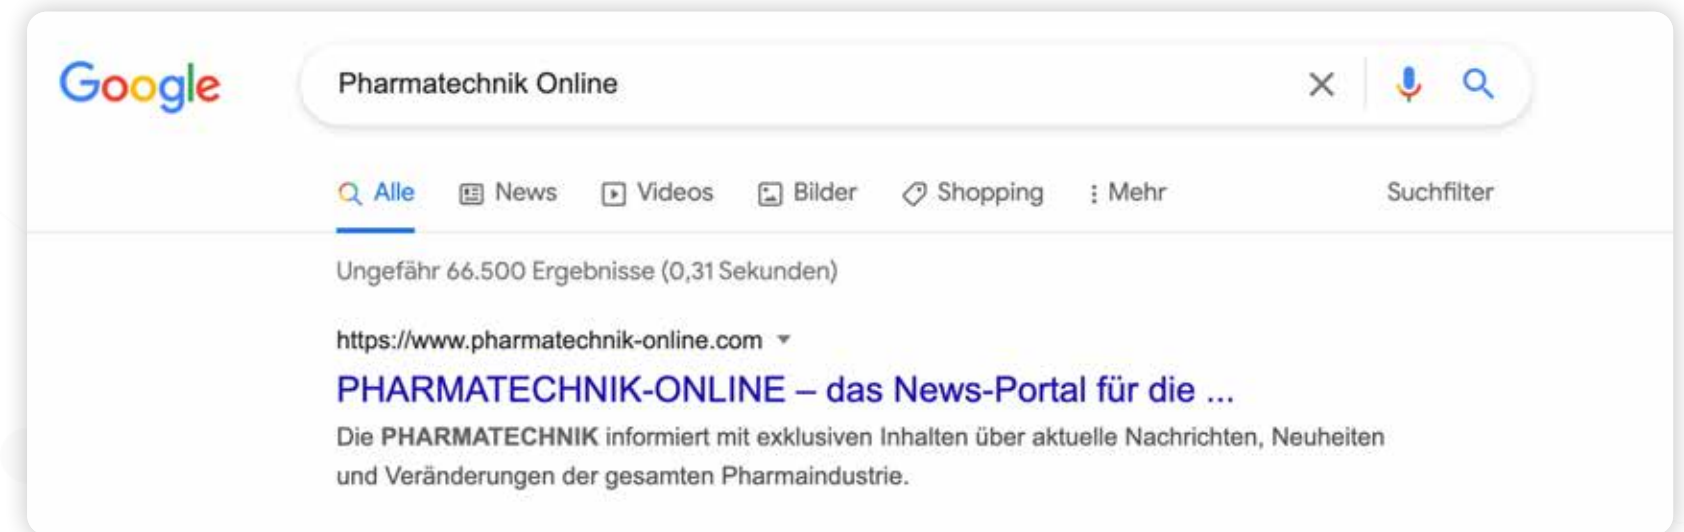 Google
Pharmatechnik Online
Alle News Videos Bilder Shopping Mehr Suchfilter
Ungefähr 66.500 Ergebnisse (0,31 Sekunden)
https://www.pharmatechnik-online.com
PHARMATECHNIK-ONLINE – das News-Portal für die ...
Die PHARMATECHNIK informiert mit exklusiven Inhalten über aktuelle Nachrichten, Neuheiten
und Veränderungen der gesamten Pharmaindustrie.